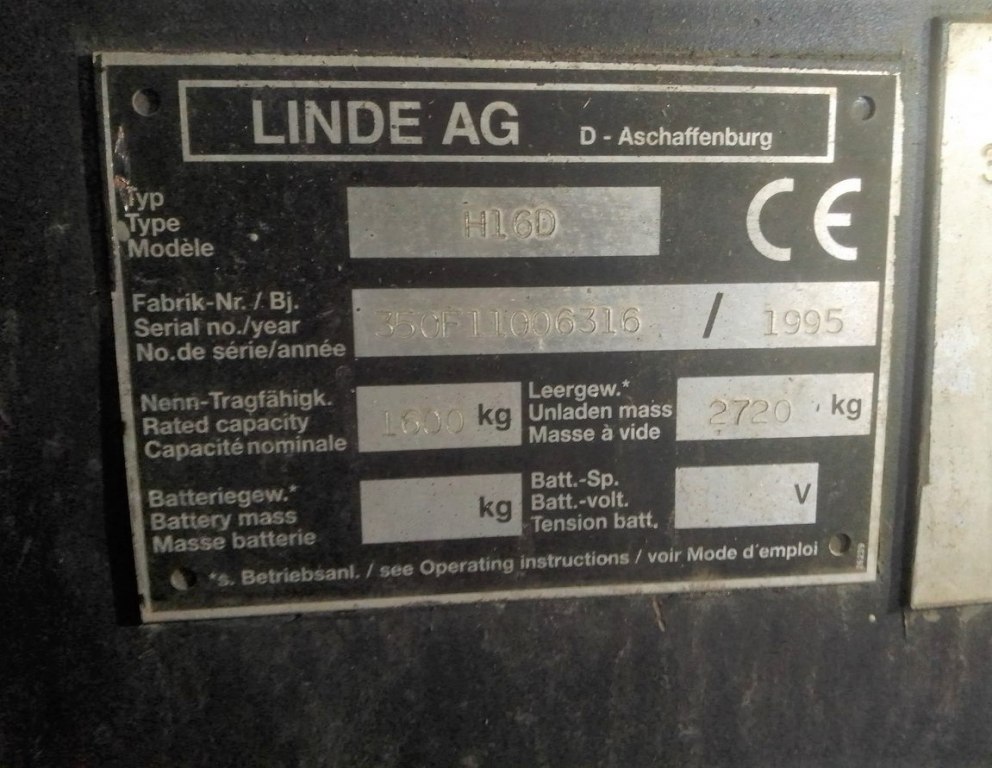 LINDE AG D - Aschaffenburg
Typ
Type
Modèle
H16D
CE
Fabrik-Nr. / Bj.
Serial no./year
No.de série/année
350F11006316 / 1995
Nenn-Tragfähigk.
Rated capacity
Capacité nominale
1600 kg
Leergew.*
Unladen mass
Masse à vide
2720 kg
Batteriegew.*
Battery mass
Masse batterie
kg
Batt.-Sp.
Batt.-volt.
Tension batt.
V
*s. Betriebsanl. / see Operating instructions / voir Mode d'emploi